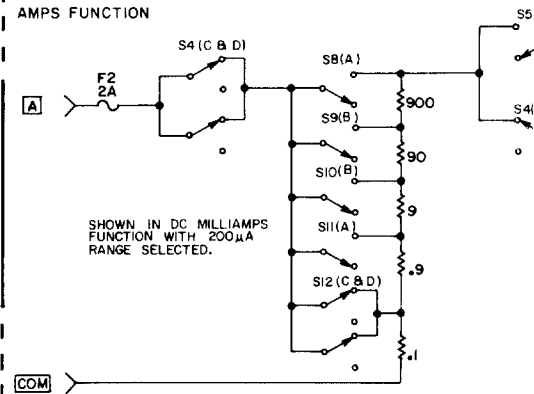 AMPS FUNCTION
S5
S4(C & D)
F2
2A
A
S8(A)
900
S9(B)
S4(
90
S10(B)
9
SHOWN IN DC MILLIAMPS
FUNCTION WITH 200μA
RANGE SELECTED.
S11(A)
.9
S12(C & D)
.1
COM